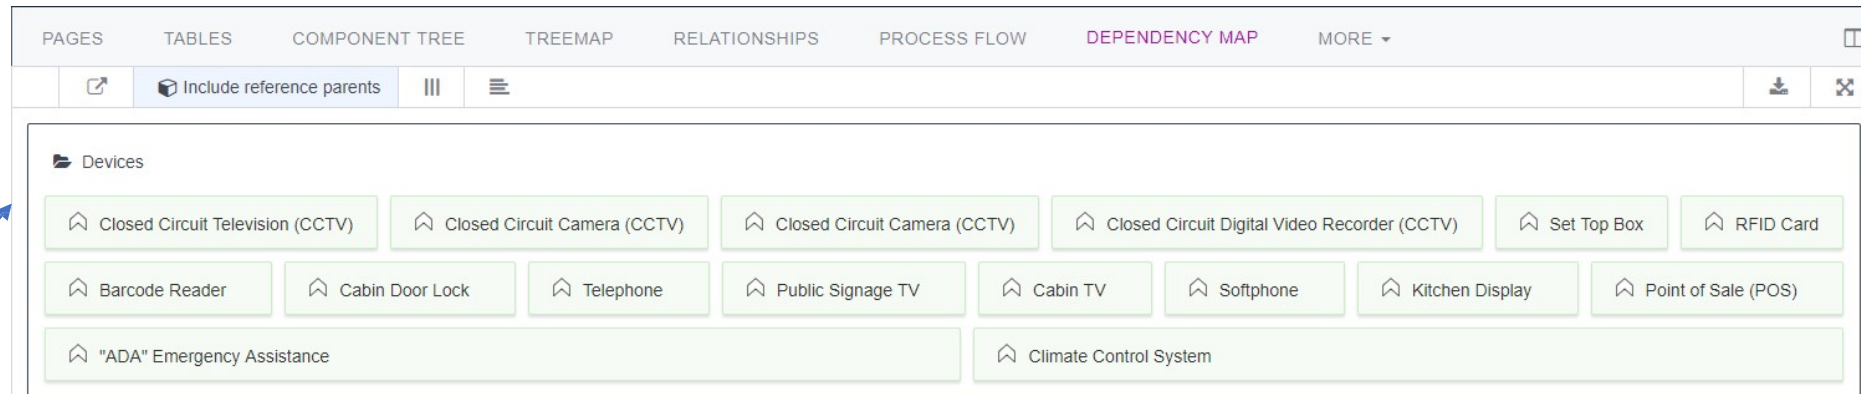 PAGES TABLES COMPONENT TREE TREEMAP RELATIONSHIPS PROCESS FLOW DEPENDENCY MAP MORE
Include reference parents
Devices
Closed Circuit Television (CCTV) Closed Circuit Camera (CCTV) Closed Circuit Camera (CCTV) Closed Circuit Digital Video Recorder (CCTV) Set Top Box RFID Card
Barcode Reader Cabin Door Lock Telephone Public Signage TV Cabin TV Softphone Kitchen Display Point of Sale (POS)
"ADA" Emergency Assistance Climate Control System